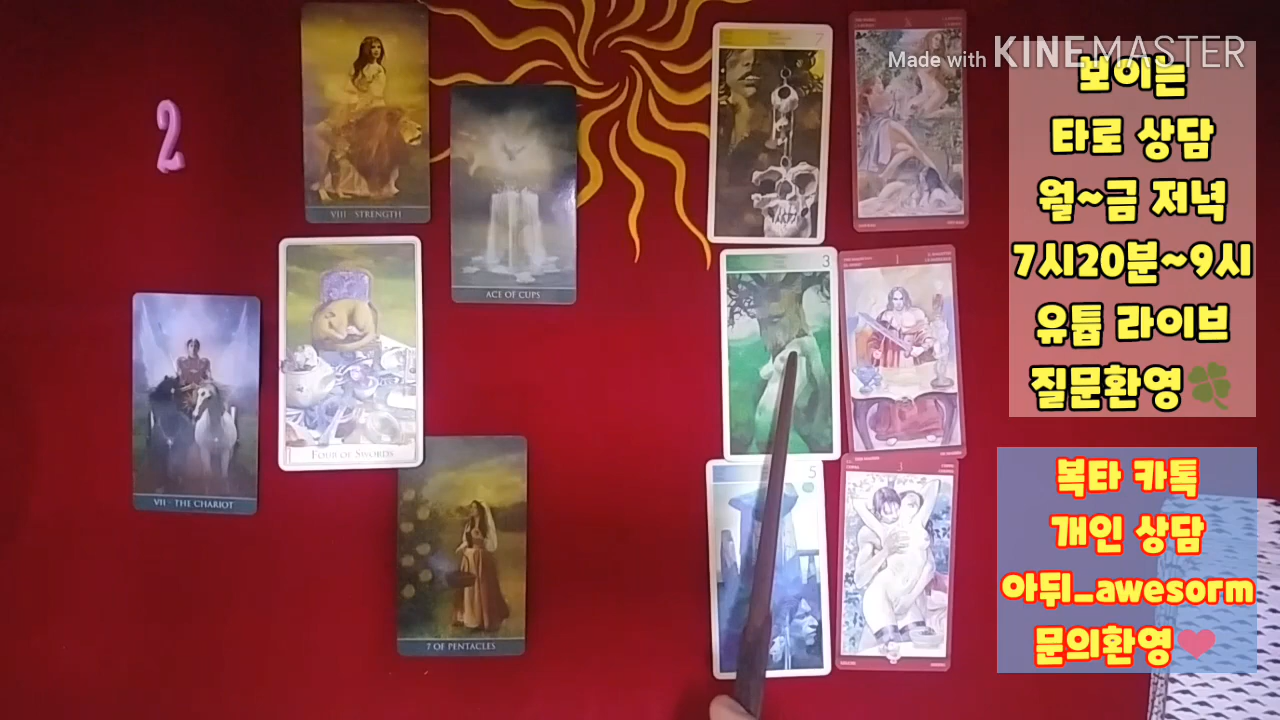 Made with KINEMASTER
보이는
타로 상담
월~금 저녁
7시20분~9시
유튭 라이브
질문환영🍀
복타 카톡
개인 상담
아뒤_awesorm
문의환영❤
2
VIII · STRENGTH
ACE OF CUPS
VII · THE CHARIOT
FOUR OF SWORDS
7 OF PENTACLES
7
3
1
5
3